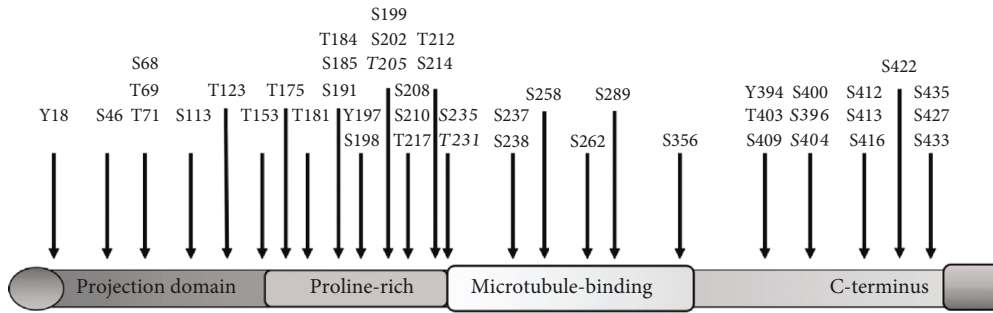 S199
T184 S202 T212
S68 S185 T205 S214 S422
T69 T123 T175 S191 S208 S258 S289 Y394 S400 S412 S435
Y18 S46 T71 S113 T153 T181 Y197 S210 S235 S237 T403 S396 S413 S427
S198 T217 T231 S238 S262 S356 S409 S404 S416 S433
Projection domain Proline-rich Microtubule-binding C-terminus